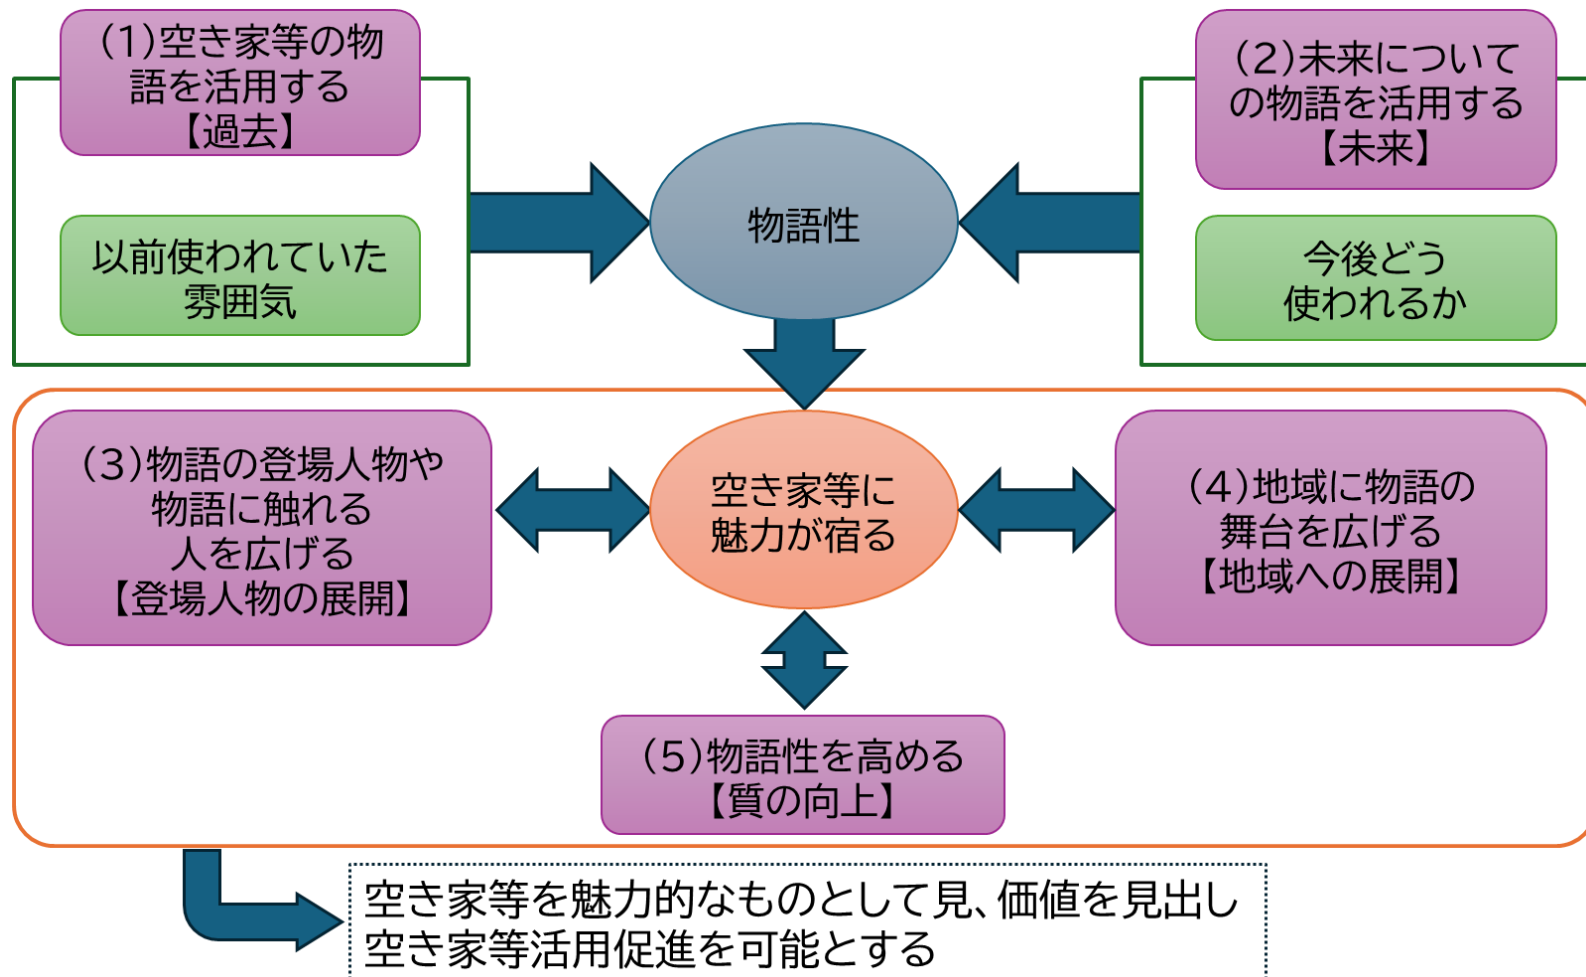 (1)空き家等の物
語を活用する
【過去】
以前使われていた
雰囲気
物語性
(2)未来について
の物語を活用する
【未来】
今後どう
使われるか
(3)物語の登場人物や
物語に触れる
人を広げる
【登場人物の展開】
空き家等に
魅力が宿る
(4)地域に物語の
舞台を広げる
【地域への展開】
(5)物語性を高める
【質の向上】
空き家等を魅力的なものとして見、価値を見出し
空き家等活用促進を可能とする